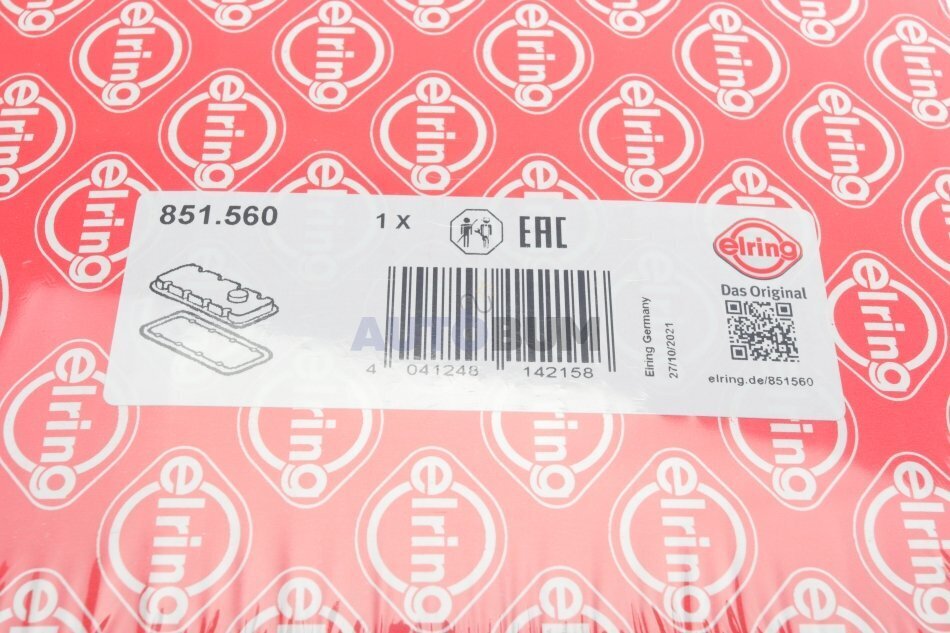 851.560
1 X
EAC
elring
Das Original
AUTOBUM
4 041248 142158
Elring Germany
27/10/2021
elring.de/851560